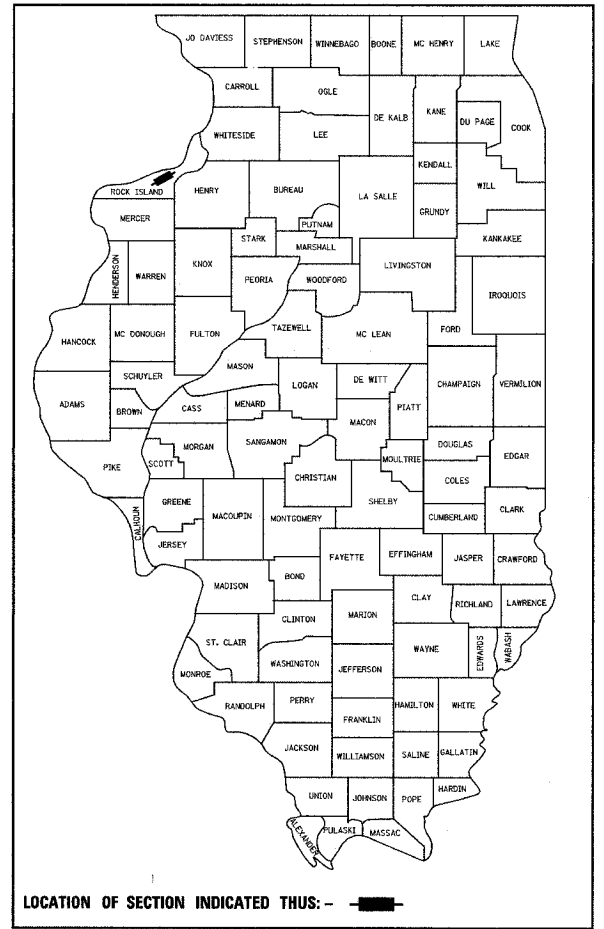 JO DAVIESS
STEPHENSON
WINNEBAGO
BOONE
MC HENRY
LAKE
CARROLL
OGLE
DE KALB
KANE
DU PAGE
COOK
WHITESIDE
LEE
KENDALL
WILL
ROCK ISLAND
HENRY
BUREAU
LA SALLE
GRUNDY
MERCER
PUTNAM
STARK
MARSHALL
KANKAKEE
HENDERSON
WARREN
KNOX
PEORIA
WOODFORD
LIVINGSTON
IROQUOIS
HANCOCK
MC DONOUGH
FULTON
TAZEWELL
MC LEAN
FORD
MASON
SCHUYLER
LOGAN
DE WITT
CHAMPAIGN
VERMILION
ADAMS
BROWN
CASS
MENARD
MACON
PIATT
PIKE
SCOTT
MORGAN
SANGAMON
CHRISTIAN
MOULTRIE
DOUGLAS
EDGAR
COLES
SHELBY
CALHOUN
GREENE
MACOUPIN
MONTGOMERY
CUMBERLAND
CLARK
JERSEY
FAYETTE
EFFINGHAM
JASPER
CRAWFORD
MADISON
BOND
CLAY
RICHLAND
LAWRENCE
CLINTON
MARION
ST. CLAIR
WAYNE
EDWARDS
WABASH
WASHINGTON
JEFFERSON
MONROE
RANDOLPH
PERRY
HAMILTON
WHITE
FRANKLIN
JACKSON
WILLIAMSON
SALINE
GALLATIN
UNION
JOHNSON
POPE
HARDIN
ALEXANDER
PULASKI
MASSAC
LOCATION OF SECTION INDICATED THUS: -